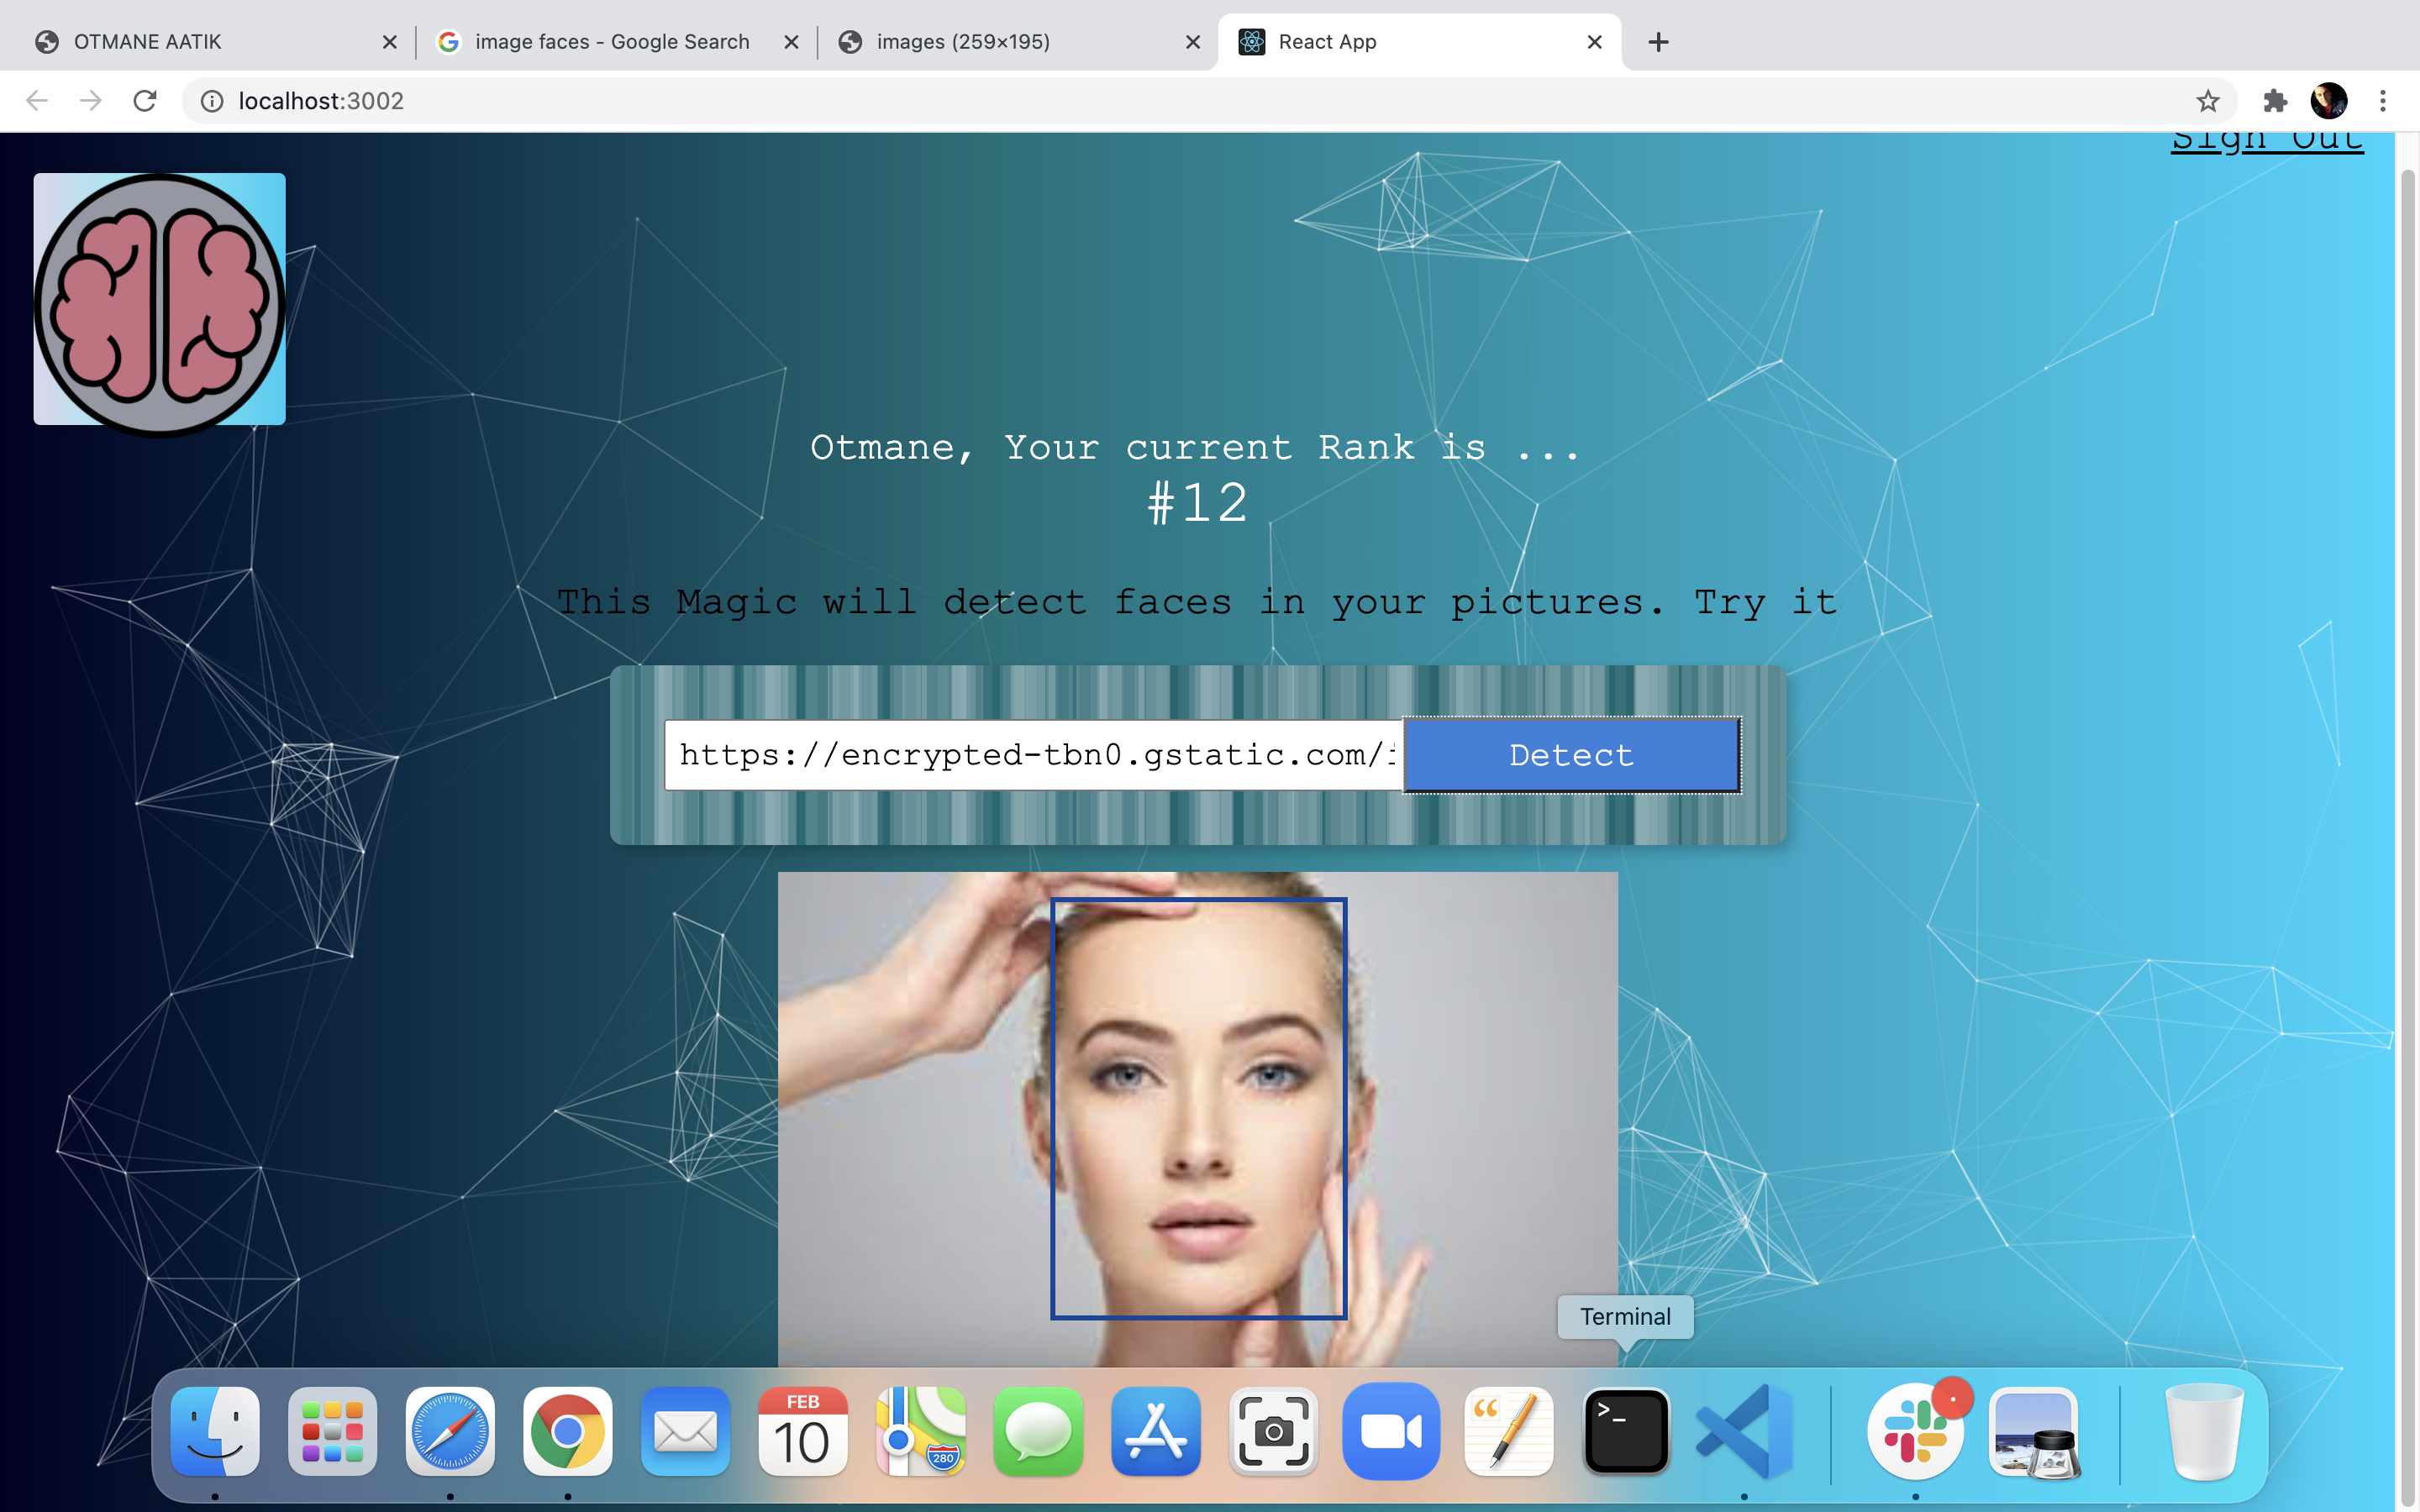 OTMANE AATIK
image faces - Google Search
images (259×195)
React App
localhost:3002
Sign Out
Otmane, Your current Rank is ...
#12
This Magic will detect faces in your pictures. Try it
https://encrypted-tbn0.gstatic.com/i
Detect
Terminal
FEB
10
280
>_